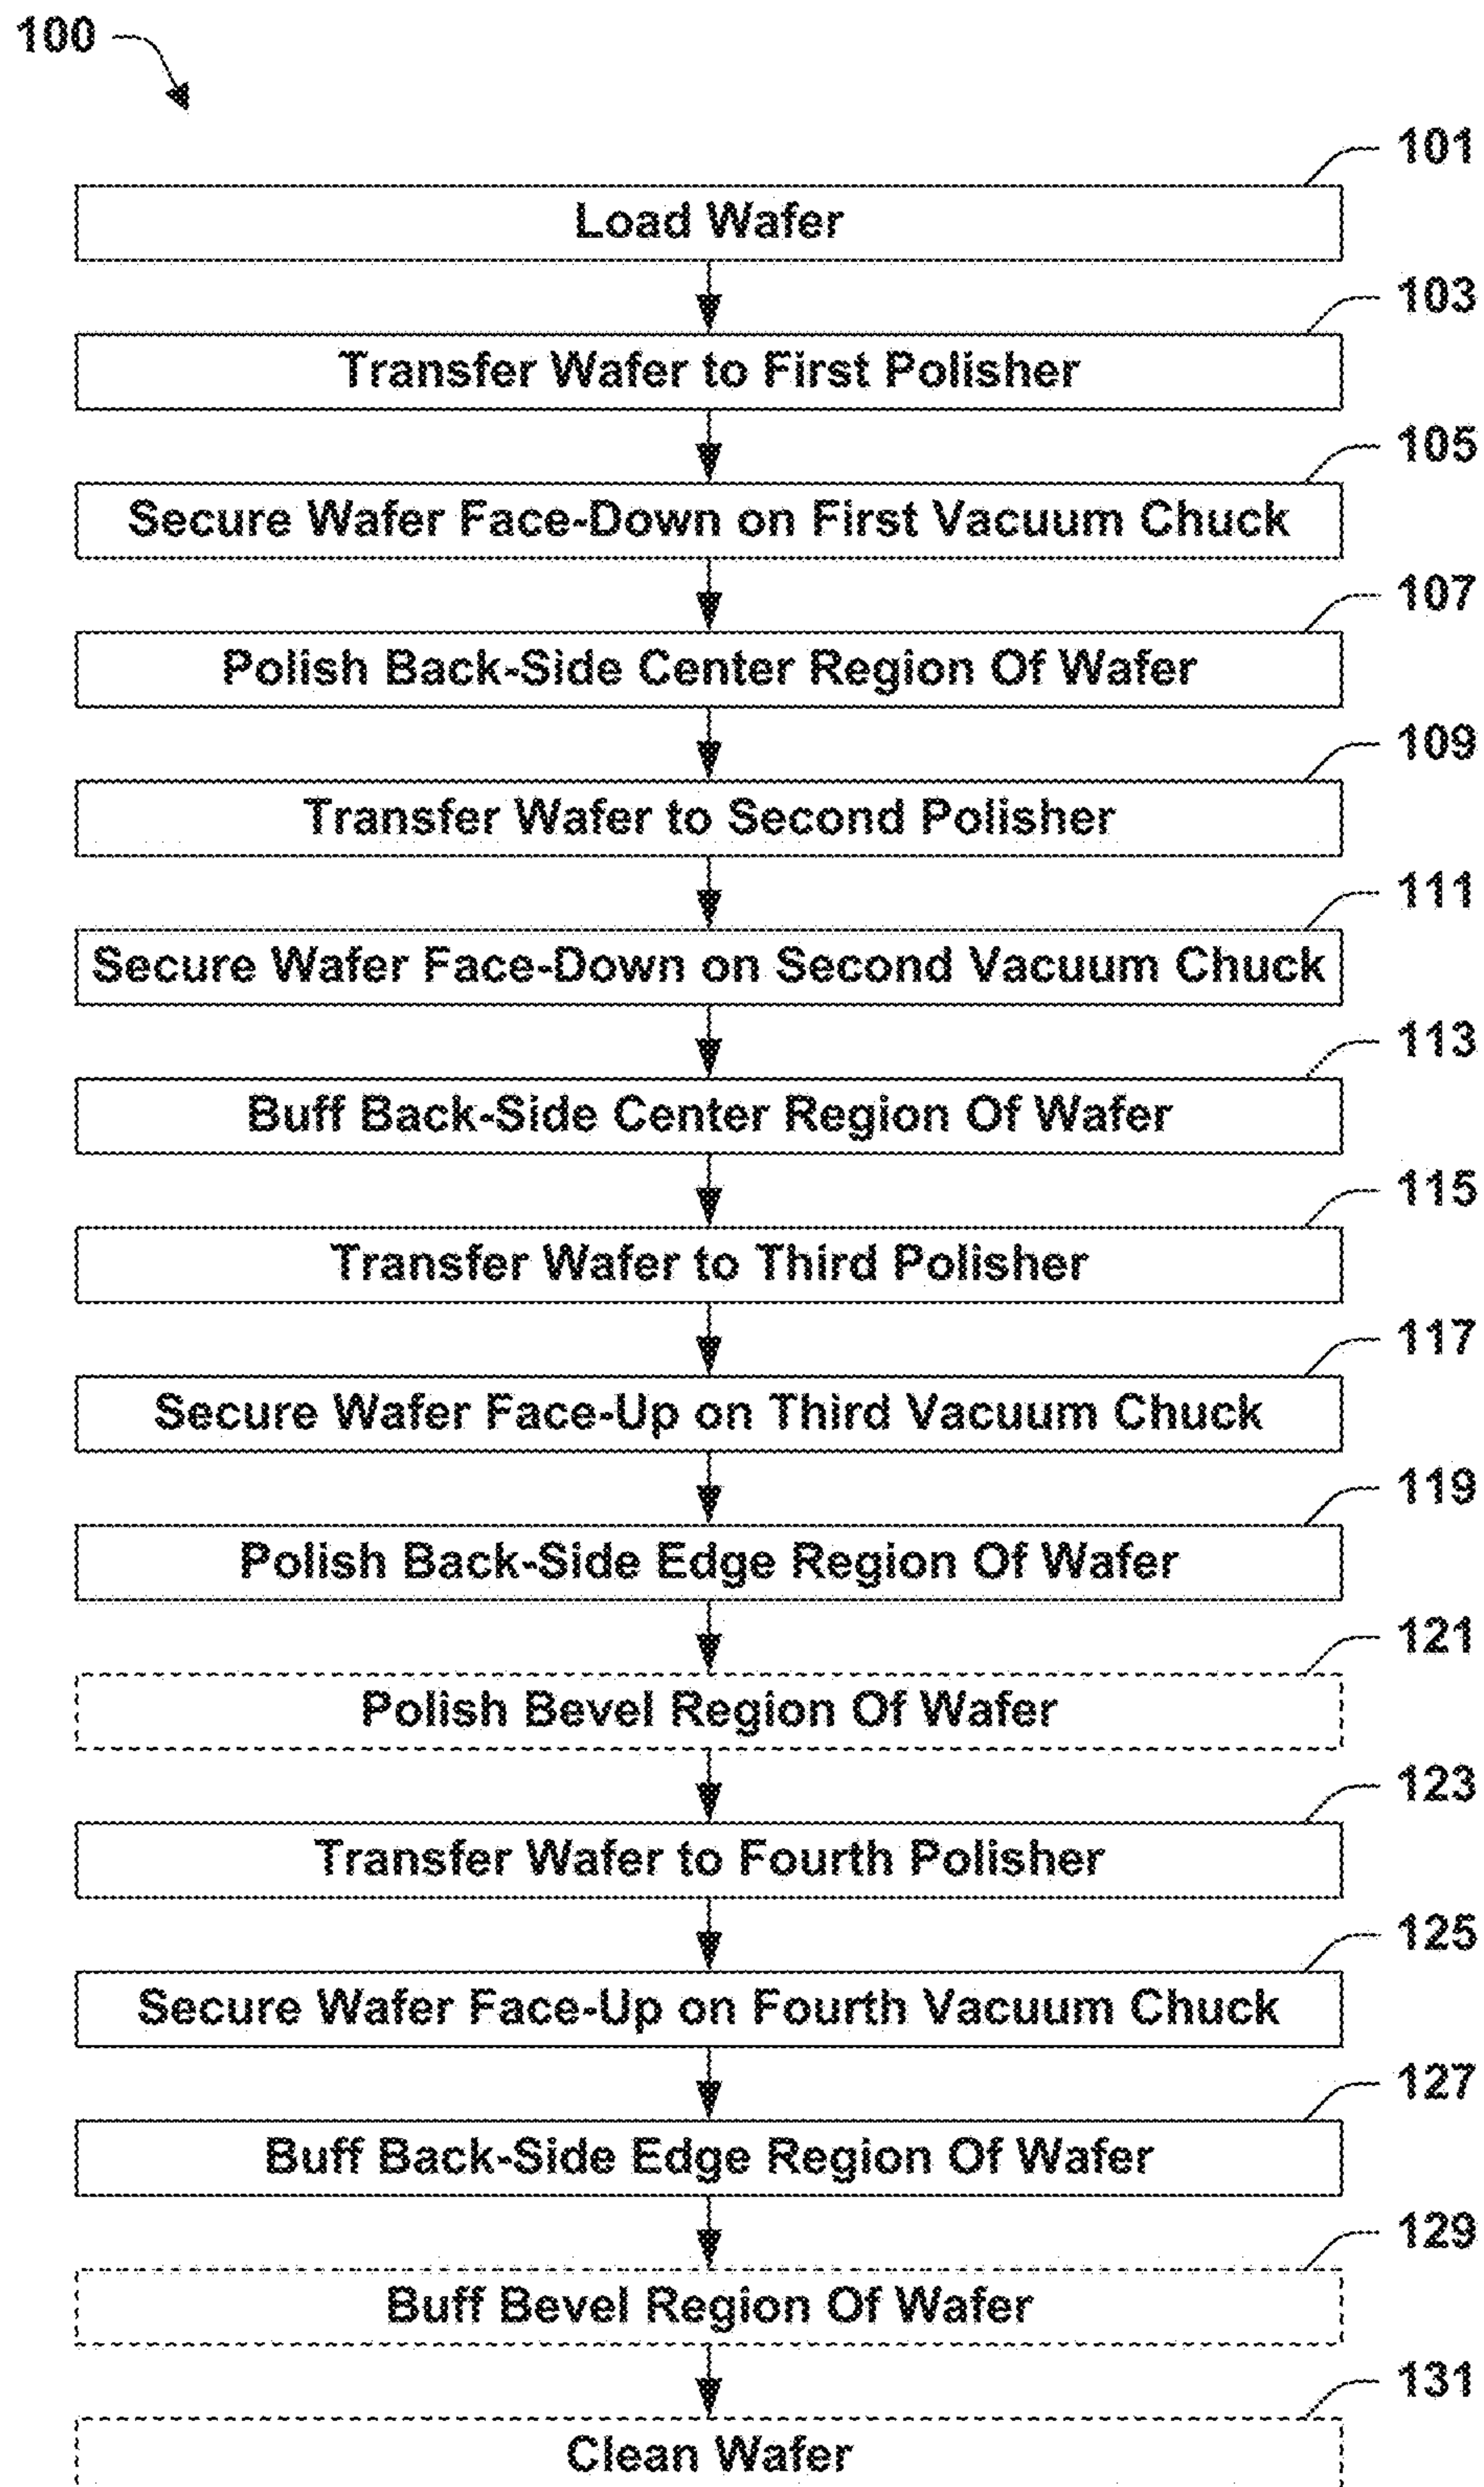 100
101
Load Wafer
103
Transfer Wafer to First Polisher
105
Secure Wafer Face-Down on First Vacuum Chuck
107
Polish Back-Side Center Region Of Wafer
109
Transfer Wafer to Second Polisher
111
Secure Wafer Face-Down on Second Vacuum Chuck
113
Buff Back-Side Center Region Of Wafer
115
Transfer Wafer to Third Polisher
117
Secure Wafer Face-Up on Third Vacuum Chuck
119
Polish Back-Side Edge Region Of Wafer
121
Polish Bevel Region Of Wafer
123
Transfer Wafer to Fourth Polisher
125
Secure Wafer Face-Up on Fourth Vacuum Chuck
127
Buff Back-Side Edge Region Of Wafer
129
Buff Bevel Region Of Wafer
131
Clean Wafer